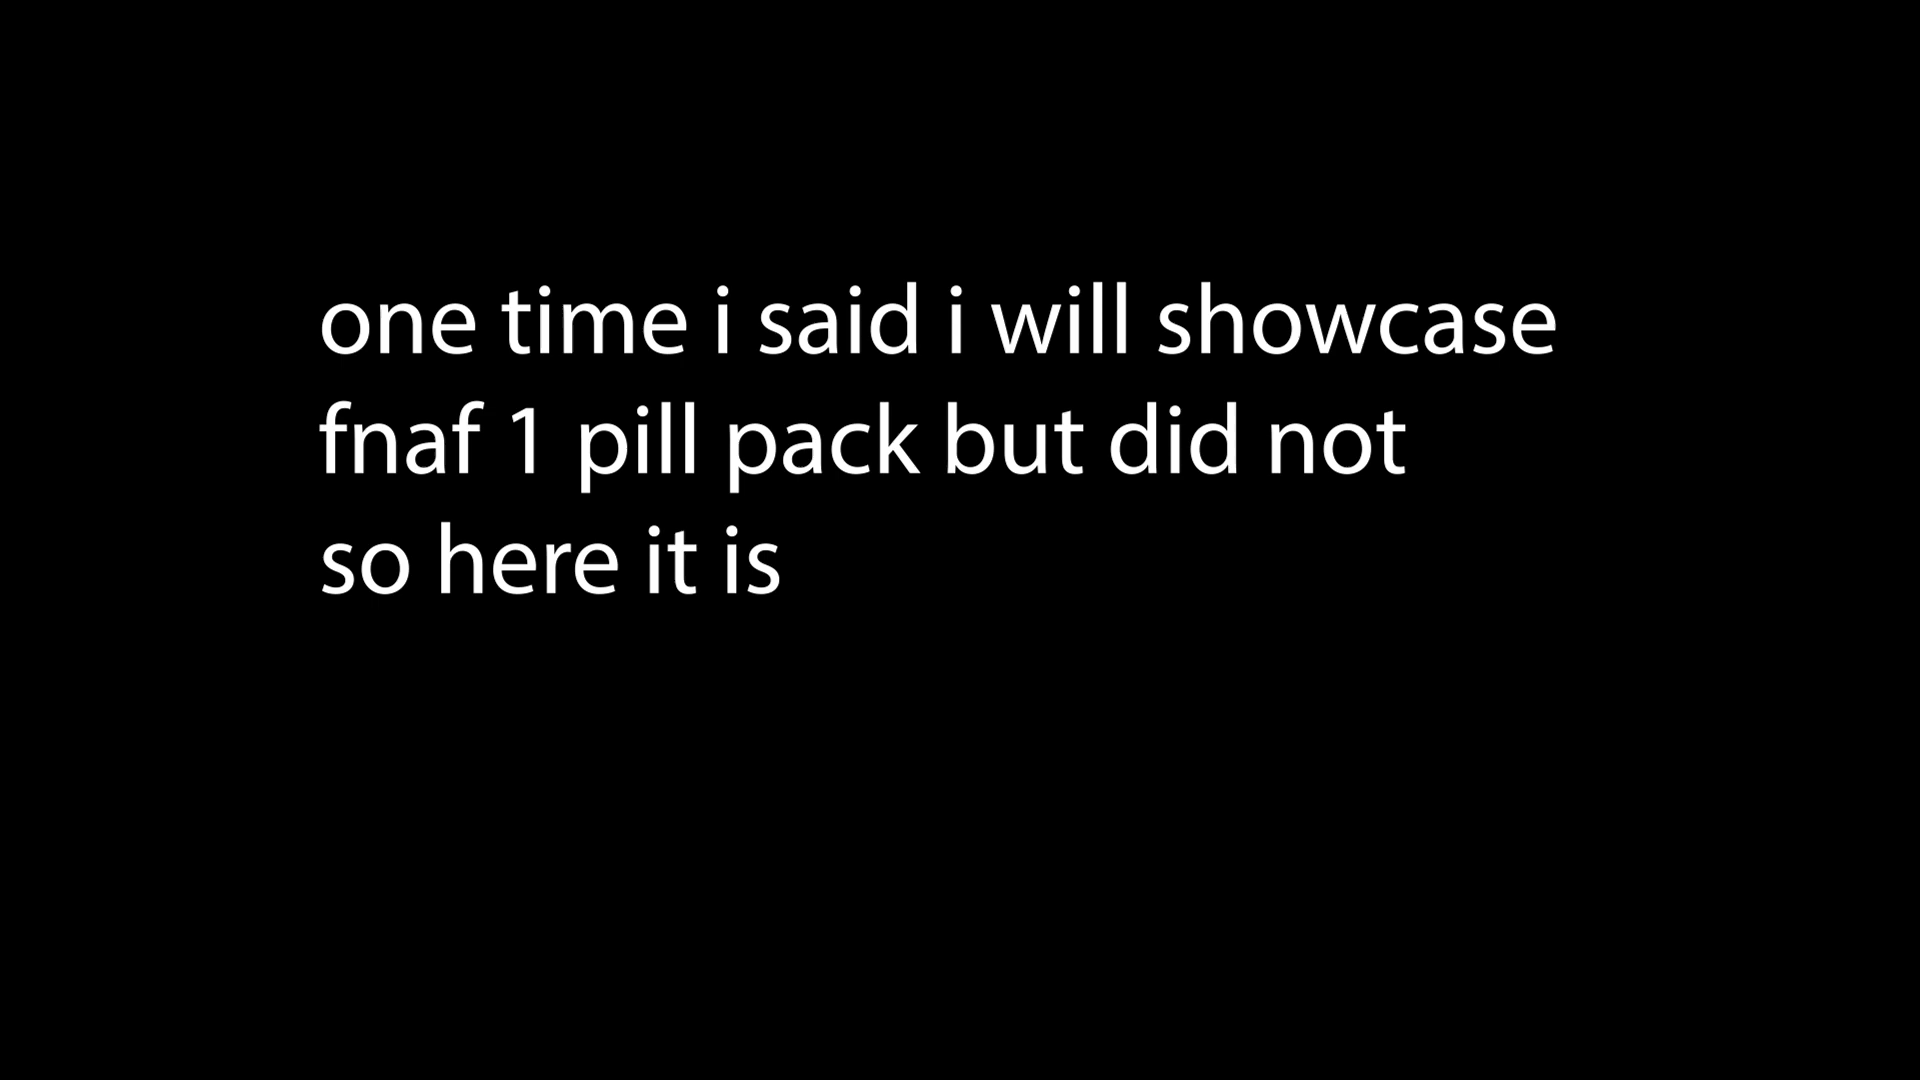 one time i said i will showcase
fnaf 1 pill pack but did not
so here it is